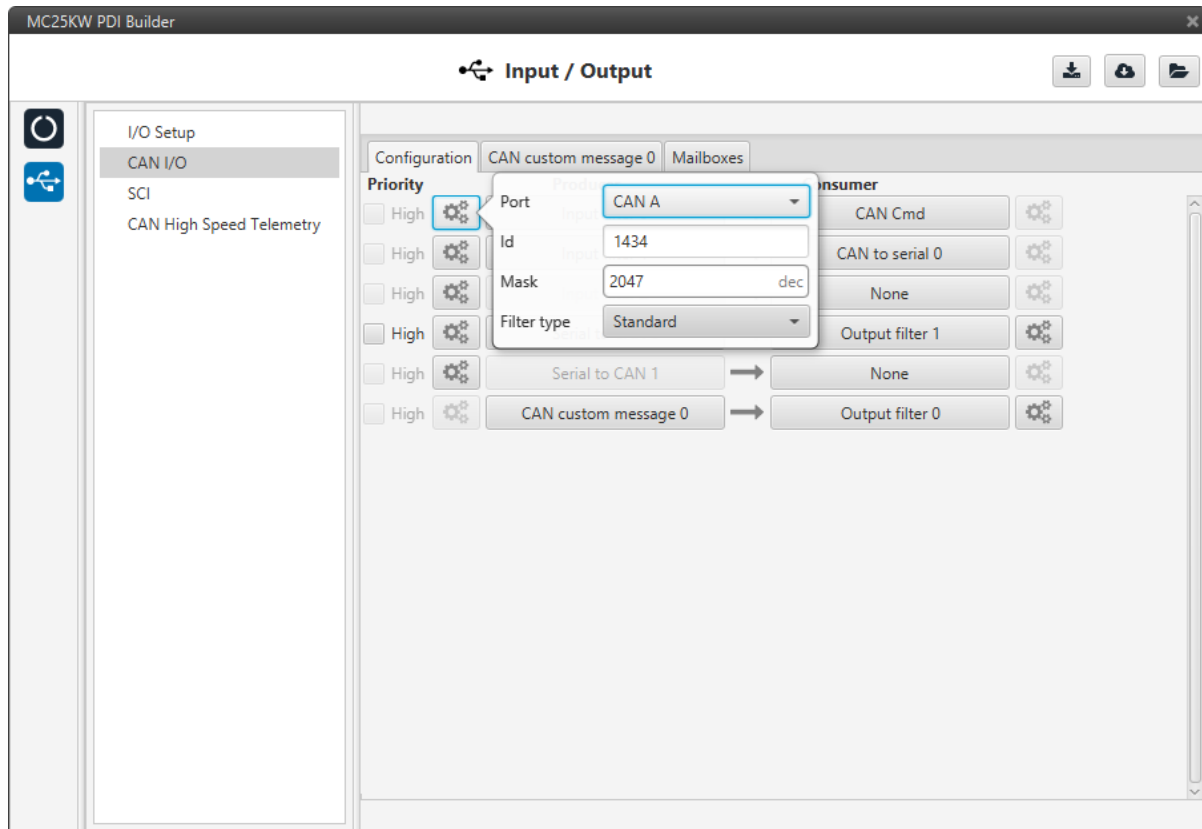 MC25KW PDI Builder
Input / Output
I/O Setup
CAN I/O
SCI
CAN High Speed Telemetry
Configuration CAN custom message 0 Mailboxes
Priority onsumer
High CAN Cmd
High CAN to serial 0
High None
High Output filter 1
High Serial to CAN 1 None
High CAN custom message 0 Output filter 0
Port CAN A
Id 1434
Mask 2047 dec
Filter type Standard